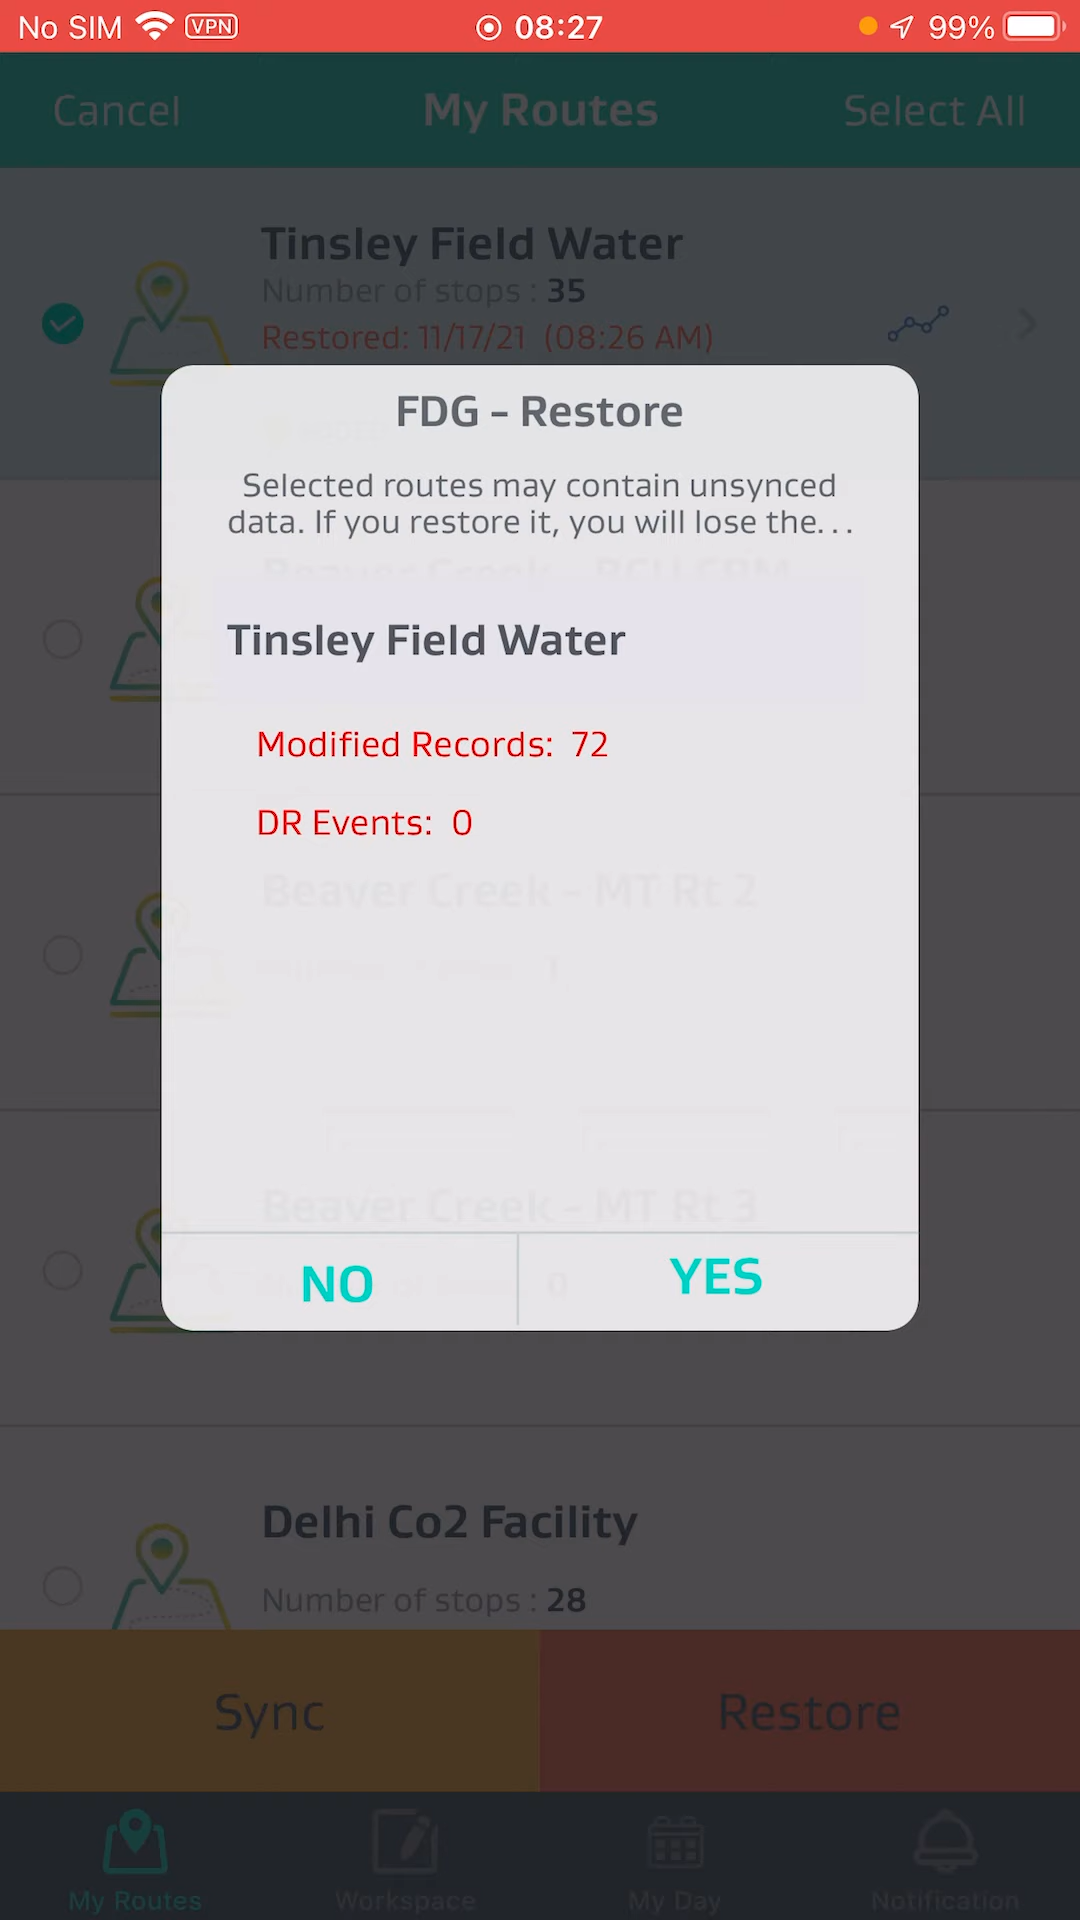 No SIM VPN 08:27 99%
Cancel My Routes Select All
Tinsley Field Water
Number of stops : 35
Restored: 11/17/21 (08:26 AM)
FDG - Restore
Selected routes may contain unsynced
data. If you restore it, you will lose the...
Tinsley Field Water
Modified Records: 72
DR Events: 0
Beaver Creek - MT Rt 2
1
Beaver Creek - MT Rt 3
0
NO YES
Delhi Co2 Facility
Number of stops : 28
Sync Restore
My Routes Workspace My Day Notification